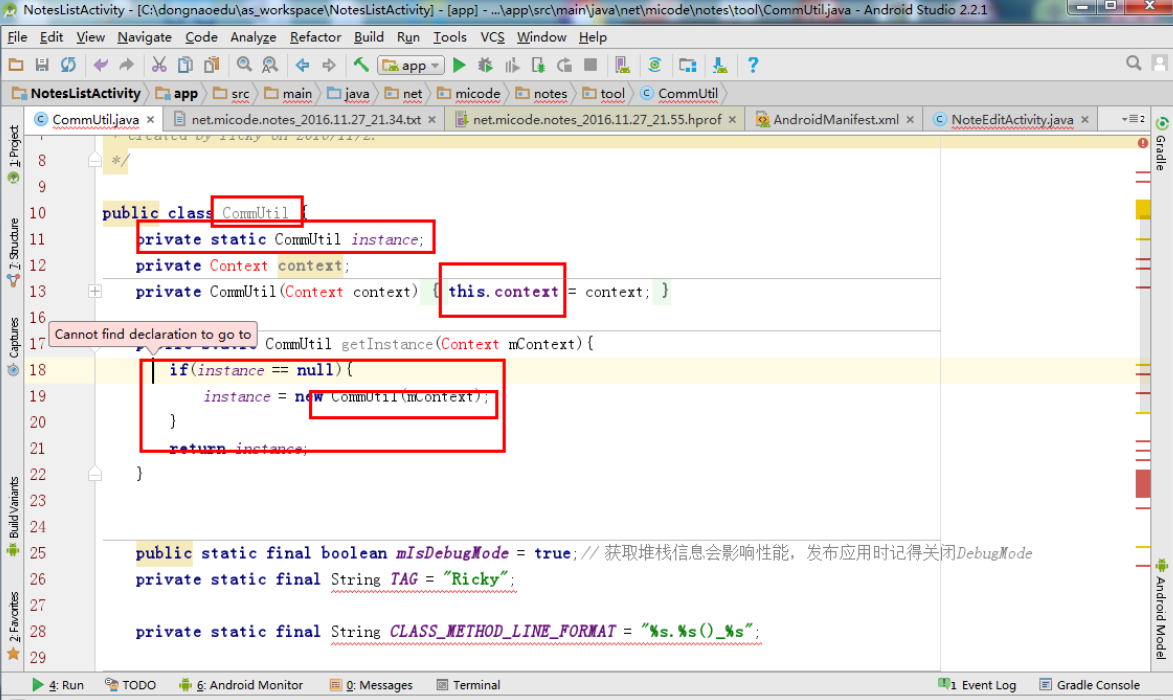 NotesListActivity - [C:\dongnaoedu\as_workspace\NotesListActivity] - [app] - ...\app\src\main\java\net\micode\notes\tool\CommUtil.java - Android Studio 2.2.1
File Edit View Navigate Code Analyze Refactor Build Run Tools VCS Window Help
app
NotesListActivity app src main java net micode notes tool CommUtil
CommUtil.java net.micode.notes_2016.11.27_21.34.txt net.micode.notes_2016.11.27_21.55.hprof AndroidManifest.xml NoteEditActivity.java 2
1: Project
7: Structure
Captures
Build Variants
2: Favorites
* Created by Ricky on 2016/11/2.
8 */
9
10 public class CommUtil {
11 private static CommUtil instance;
12 private Context context;
13 private CommUtil(Context context) { this.context = context; }
16
Cannot find declaration to go to
17 public static CommUtil getInstance(Context mContext){
18 if(instance == null){
19 instance = new CommUtil(mContext);
20 }
21 return instance;
22 }
23
24
25 public static final boolean mIsDebugMode = true;// 获取堆栈信息会影响性能，发布应用时记得关闭DebugMode
26 private static final String TAG = "Ricky";
27
28 private static final String CLASS_METHOD_LINE_FORMAT = "%s.%s()_%s";
29
Gradle
Android Model
4: Run TODO 6: Android Monitor 0: Messages Terminal 1 Event Log Gradle Console